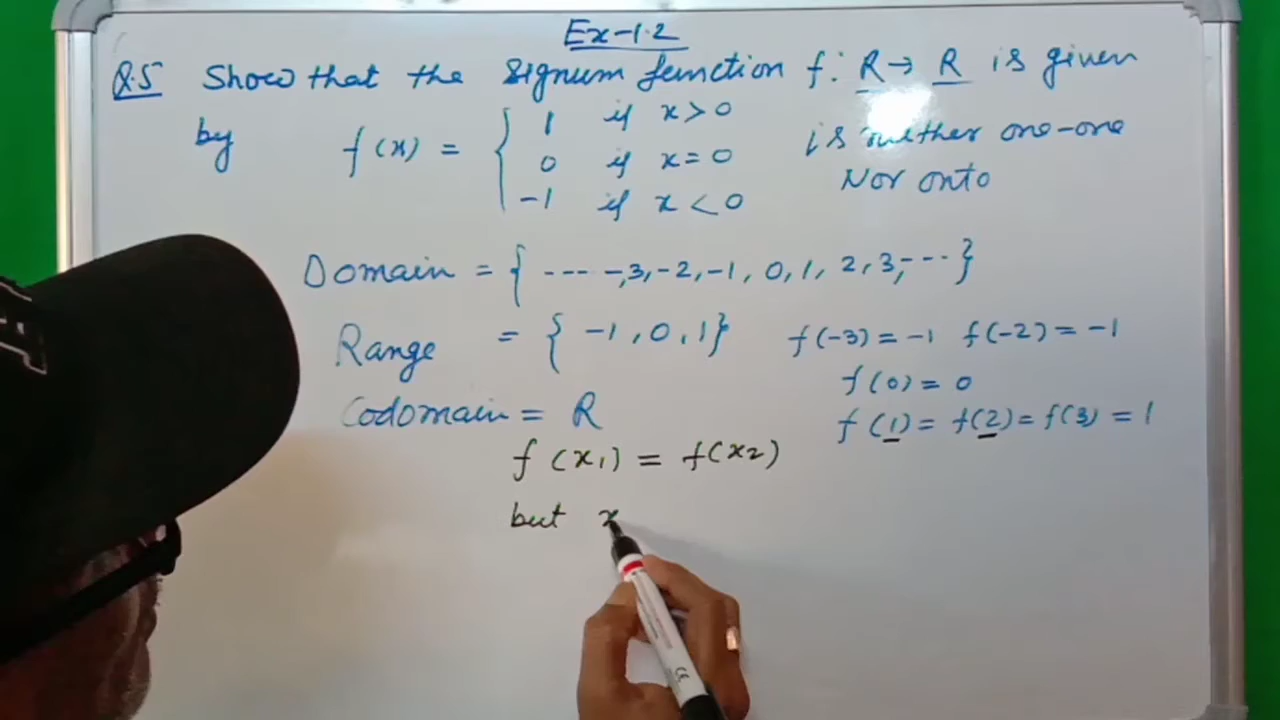 Ex-1.2
Q.5 Show that the signum function f: R→ R is given
by f(x) = { 1 if x>0
0 if x=0
-1 if x<0
is neither one-one
Nor onto
Domain = { ---- -3,-2,-1, 0,1, 2,3,--- }
Range = { -1,0,1} f(-3)=-1 f(-2)=-1
f(0)=0
Codomain = R f(1)= f(2)= f(3)=1
f(x₁) = f(x₂)
but x